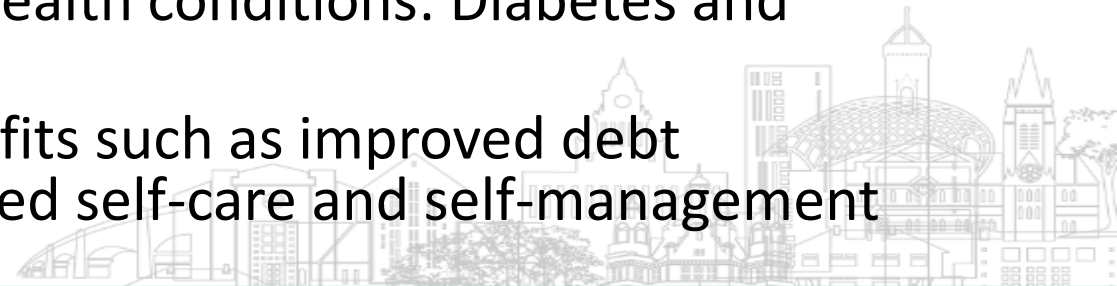 ealth conditions: Diabetes and
fits such as improved debt
ed self-care and self-management